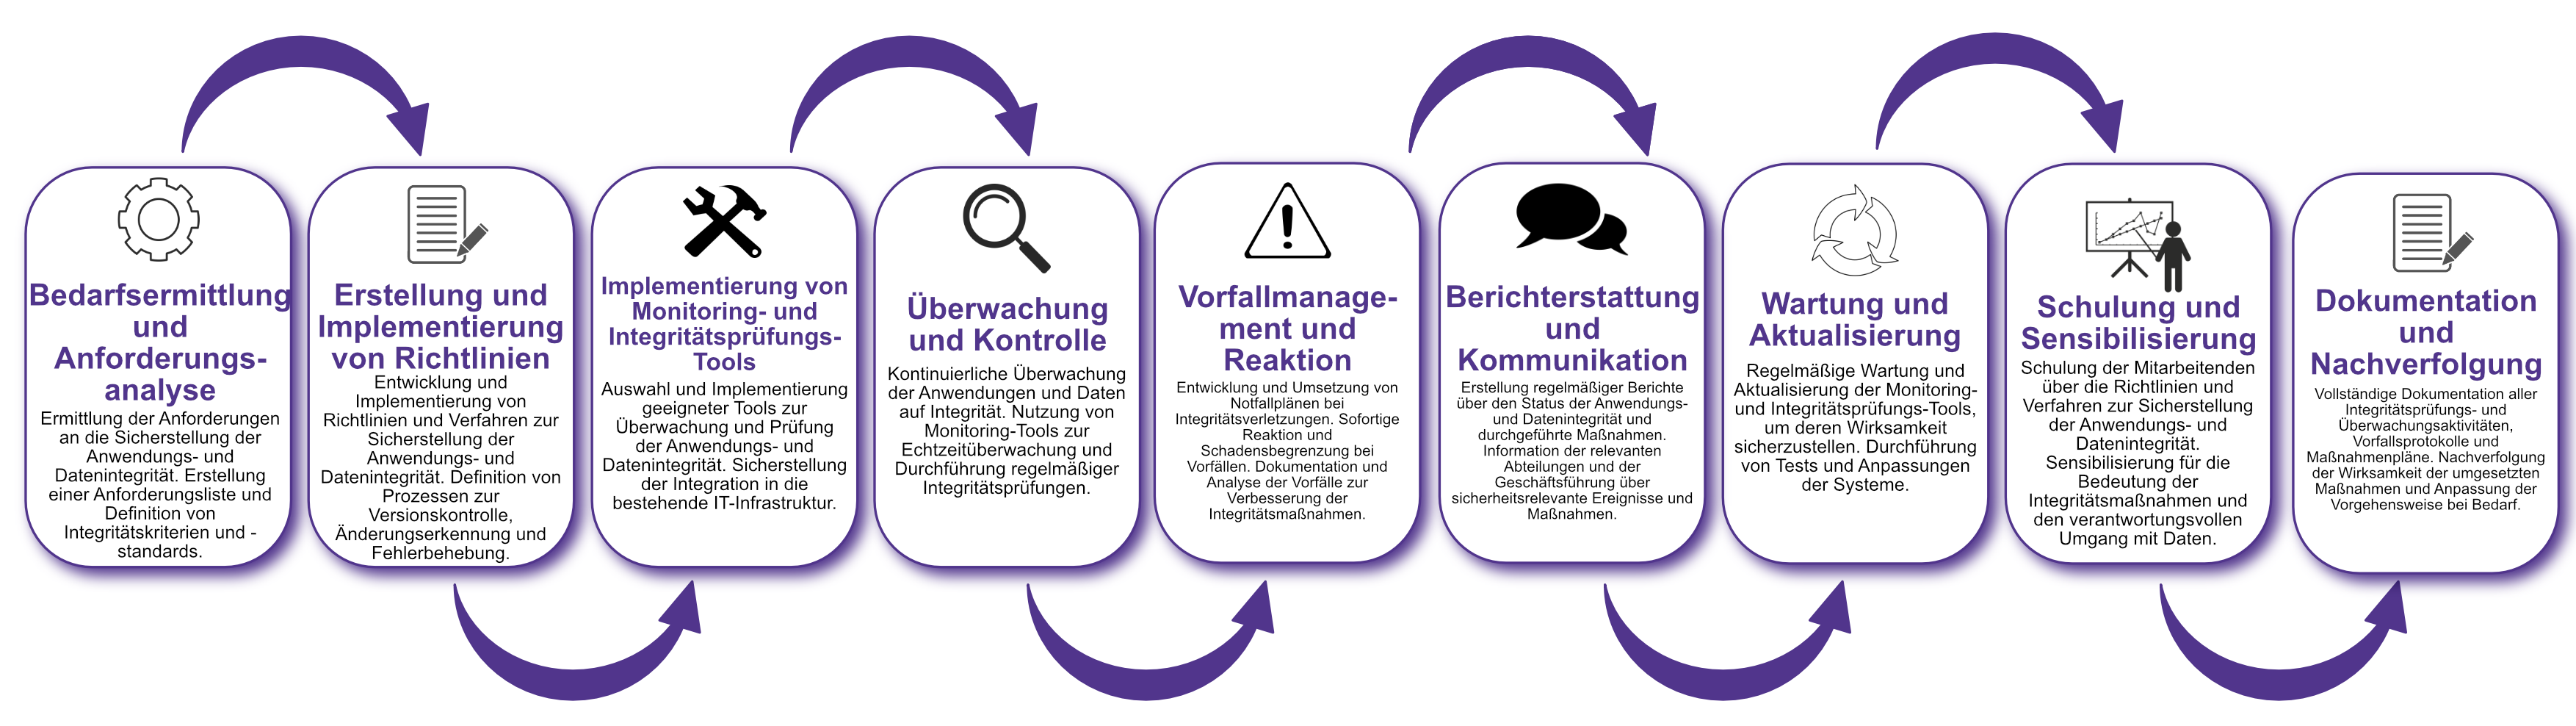 Bedarfsermittlung
und
Anforderungs-
analyse
Ermittlung der Anforderungen
an die Sicherstellung der
Anwendungs- und
Datenintegrität. Erstellung
einer Anforderungsliste und
Definition von
Integritätskriterien und -
standards.
Erstellung und
Implementierung
von Richtlinien
Entwicklung und
Implementierung von
Richtlinien und Verfahren zur
Sicherstellung der
Anwendungs- und
Datenintegrität. Definition von
Prozessen zur
Versionskontrolle,
Änderungserkennung und
Fehlerbehebung.
Implementierung von
Monitoring- und
Integritätsprüfungs-
Tools
Auswahl und Implementierung
geeigneter Tools zur
Überwachung und Prüfung
der Anwendungs- und
Datenintegrität. Sicherstellung
der Integration in die
bestehende IT-Infrastruktur.
Überwachung
und Kontrolle
Kontinuierliche Überwachung
der Anwendungen und Daten
auf Integrität. Nutzung von
Monitoring-Tools zur
Echtzeitüberwachung und
Durchführung regelmäßiger
Integritätsprüfungen.
Vorfallmanage-
ment und
Reaktion
Entwicklung und Umsetzung von
Notfallplänen bei
Integritätsverletzungen. Sofortige
Reaktion und
Schadensbegrenzung bei
Vorfällen. Dokumentation und
Analyse der Vorfälle zur
Verbesserung der
Integritätsmaßnahmen.
Berichterstattung
und
Kommunikation
Erstellung regelmäßiger Berichte
über den Status der Anwendungs-
und Datenintegrität und
durchgeführte Maßnahmen.
Information der relevanten
Abteilungen und der
Geschäftsführung über
sicherheitsrelevante Ereignisse und
Maßnahmen.
Wartung und
Aktualisierung
Regelmäßige Wartung und
Aktualisierung der Monitoring-
und Integritätsprüfungs-Tools,
um deren Wirksamkeit
sicherzustellen. Durchführung
von Tests und Anpassungen
der Systeme.
Schulung und
Sensibilisierung
Schulung der Mitarbeitenden
über die Richtlinien und
Verfahren zur Sicherstellung
der Anwendungs- und
Datenintegrität.
Sensibilisierung für die
Bedeutung der
Integritätsmaßnahmen und
den verantwortungsvollen
Umgang mit Daten.
Dokumentation
und
Nachverfolgung
Vollständige Dokumentation aller
Integritätsprüfungs- und
Überwachungsaktivitäten,
Vorfallsprotokolle und
Maßnahmenpläne. Nachverfolgung
der Wirksamkeit der umgesetzten
Maßnahmen und Anpassung der
Vorgehensweise bei Bedarf.